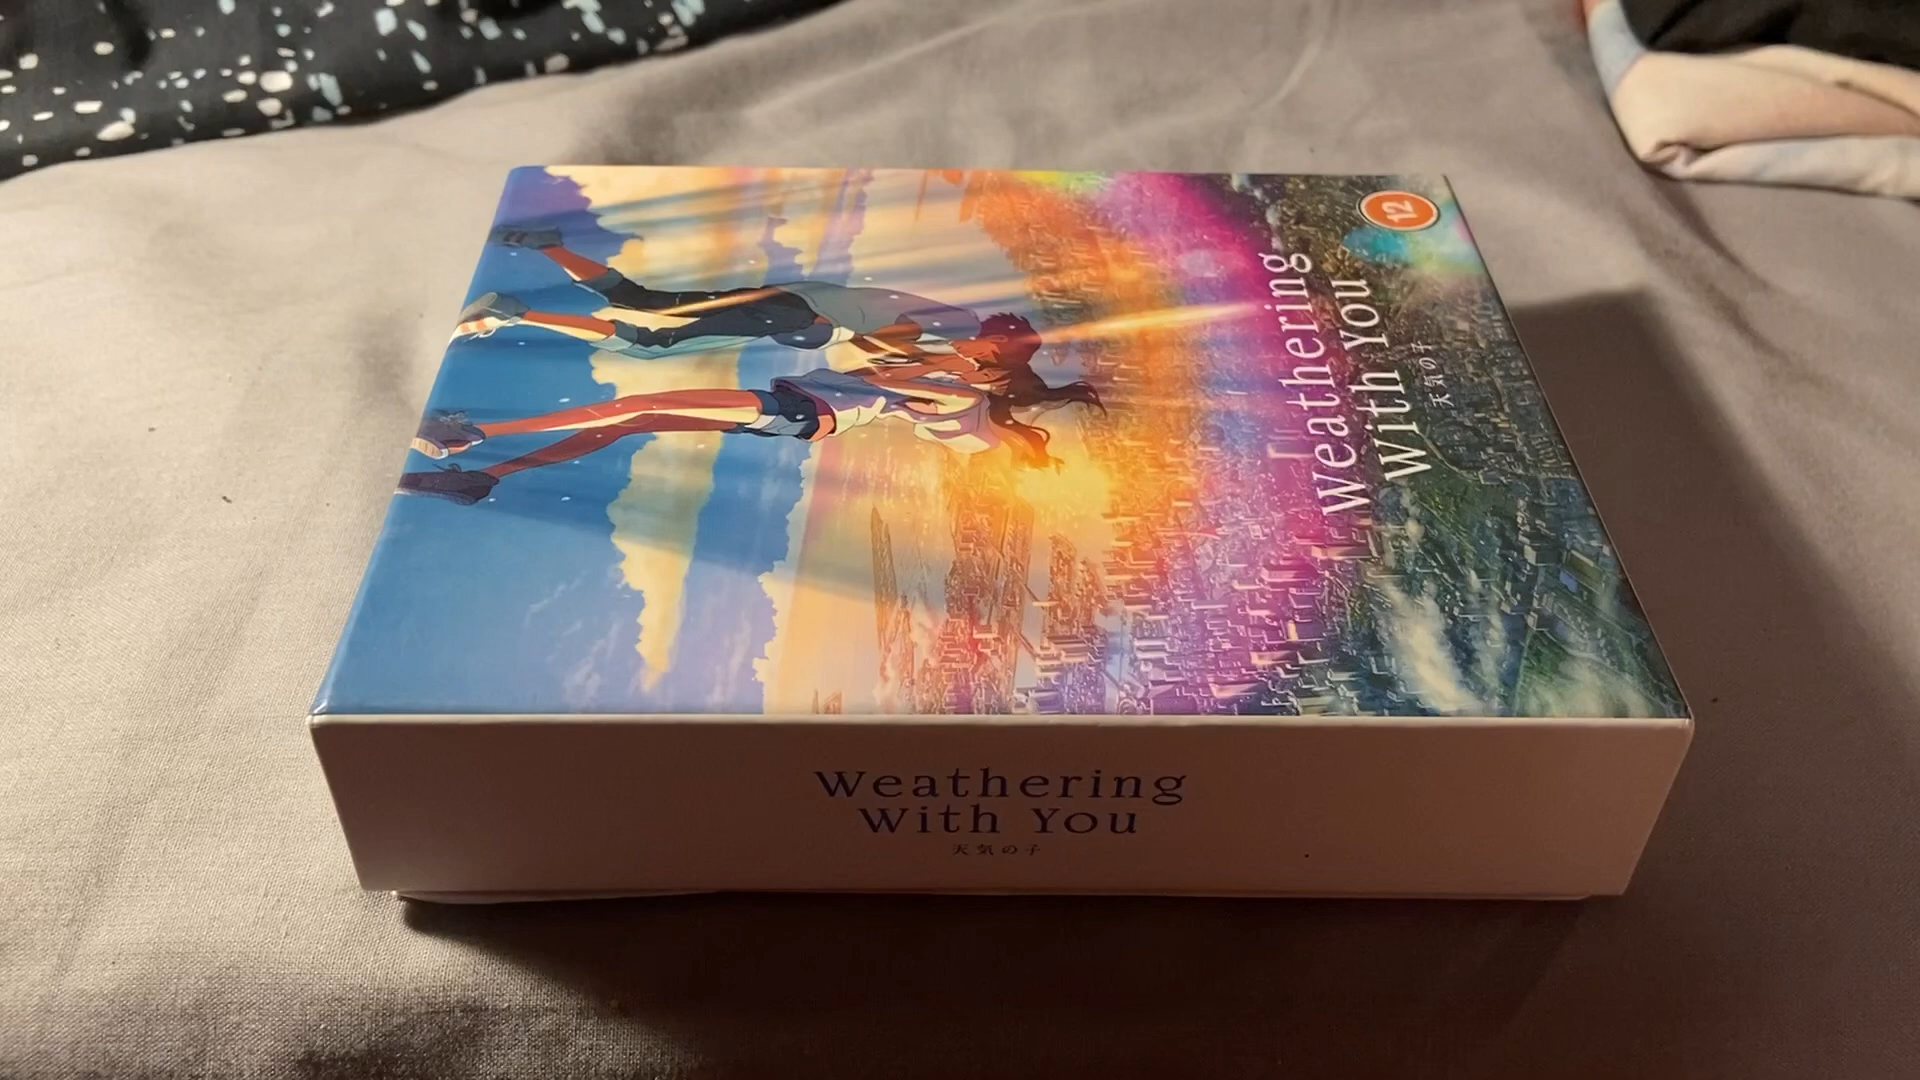 12
Weathering
With You
天気の子
Weathering
With You
天気の子